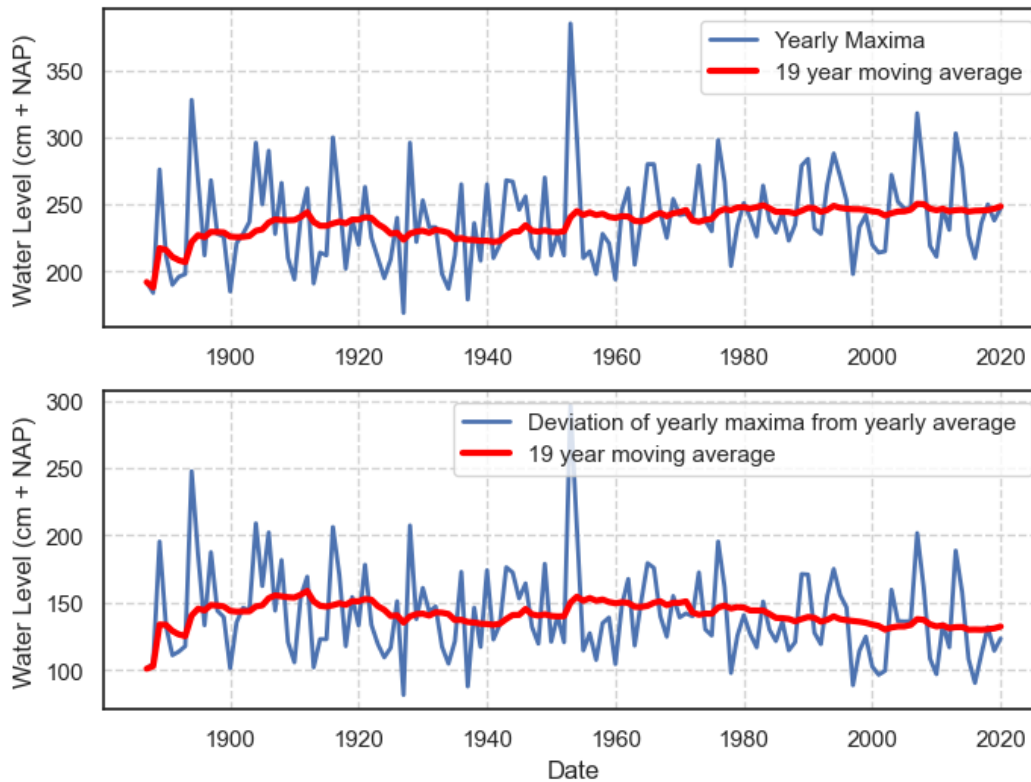 Water Level (cm + NAP)
350
300
250
200
Yearly Maxima
19 year moving average
1900 1920 1940 1960 1980 2000 2020
Water Level (cm + NAP)
300
250
200
150
100
Deviation of yearly maxima from yearly average
19 year moving average
1900 1920 1940 1960 1980 2000 2020
Date